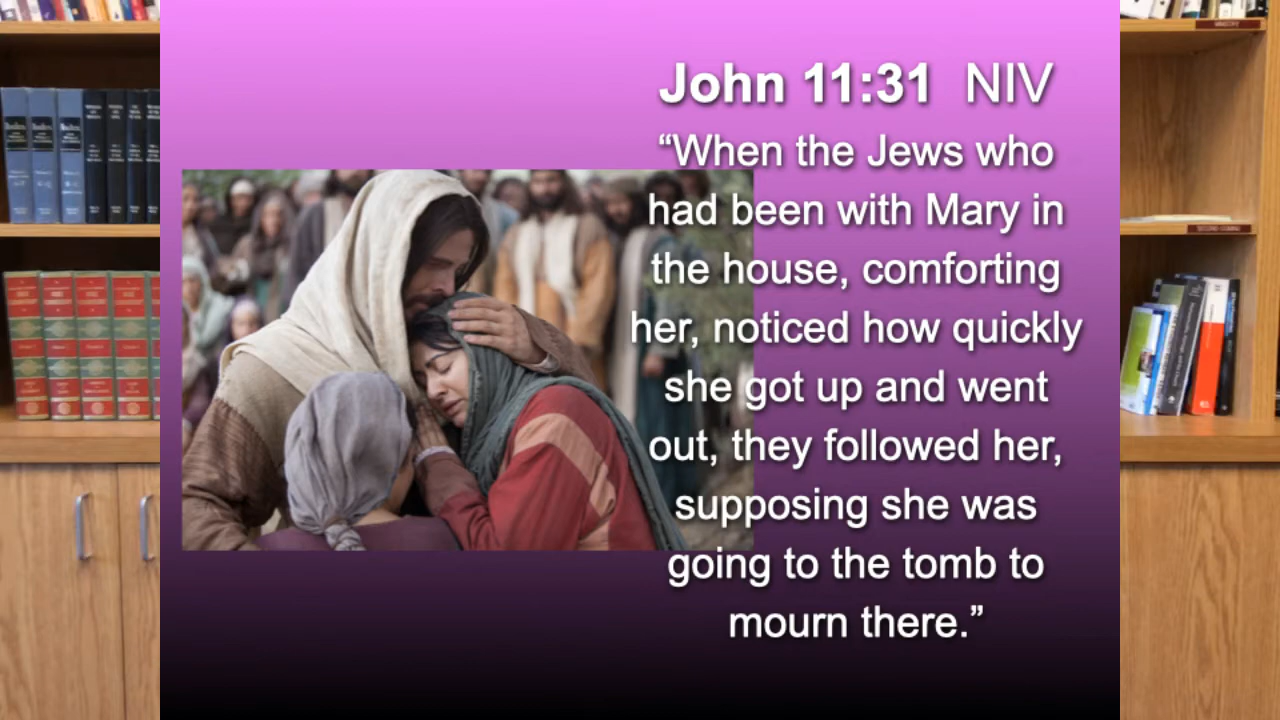 John 11:31 NIV
“When the Jews who
had been with Mary in
the house, comforting
her, noticed how quickly
she got up and went
out, they followed her,
supposing she was
going to the tomb to
mourn there.”